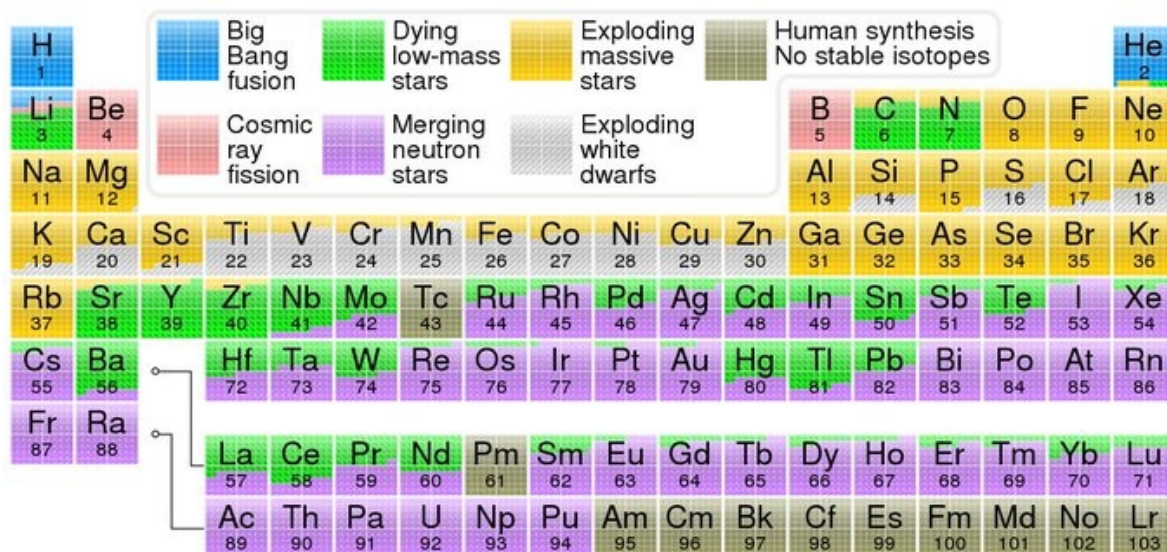 H
1
Big
Bang
fusion
Dying
low-mass
stars
Exploding
massive
stars
Human synthesis
No stable isotopes
He
2
Cosmic
ray
fission
Merging
neutron
stars
Exploding
white
dwarfs
Li Be B C N O F Ne
3 4 5 6 7 8 9 10
Na Mg Al Si P S Cl Ar
11 12 13 14 15 16 17 18
K Ca Sc Ti V Cr Mn Fe Co Ni Cu Zn Ga Ge As Se Br Kr
19 20 21 22 23 24 25 26 27 28 29 30 31 32 33 34 35 36
Rb Sr Y Zr Nb Mo Tc Ru Rh Pd Ag Cd In Sn Sb Te I Xe
37 38 39 40 41 42 43 44 45 46 47 48 49 50 51 52 53 54
Cs Ba Hf Ta W Re Os Ir Pt Au Hg Tl Pb Bi Po At Rn
55 56 72 73 74 75 76 77 78 79 80 81 82 83 84 85 86
Fr Ra
87 88
La Ce Pr Nd Pm Sm Eu Gd Tb Dy Ho Er Tm Yb Lu
57 58 59 60 61 62 63 64 65 66 67 68 69 70 71
Ac Th Pa U Np Pu Am Cm Bk Cf Es Fm Md No Lr
89 90 91 92 93 94 95 96 97 98 99 100 101 102 103